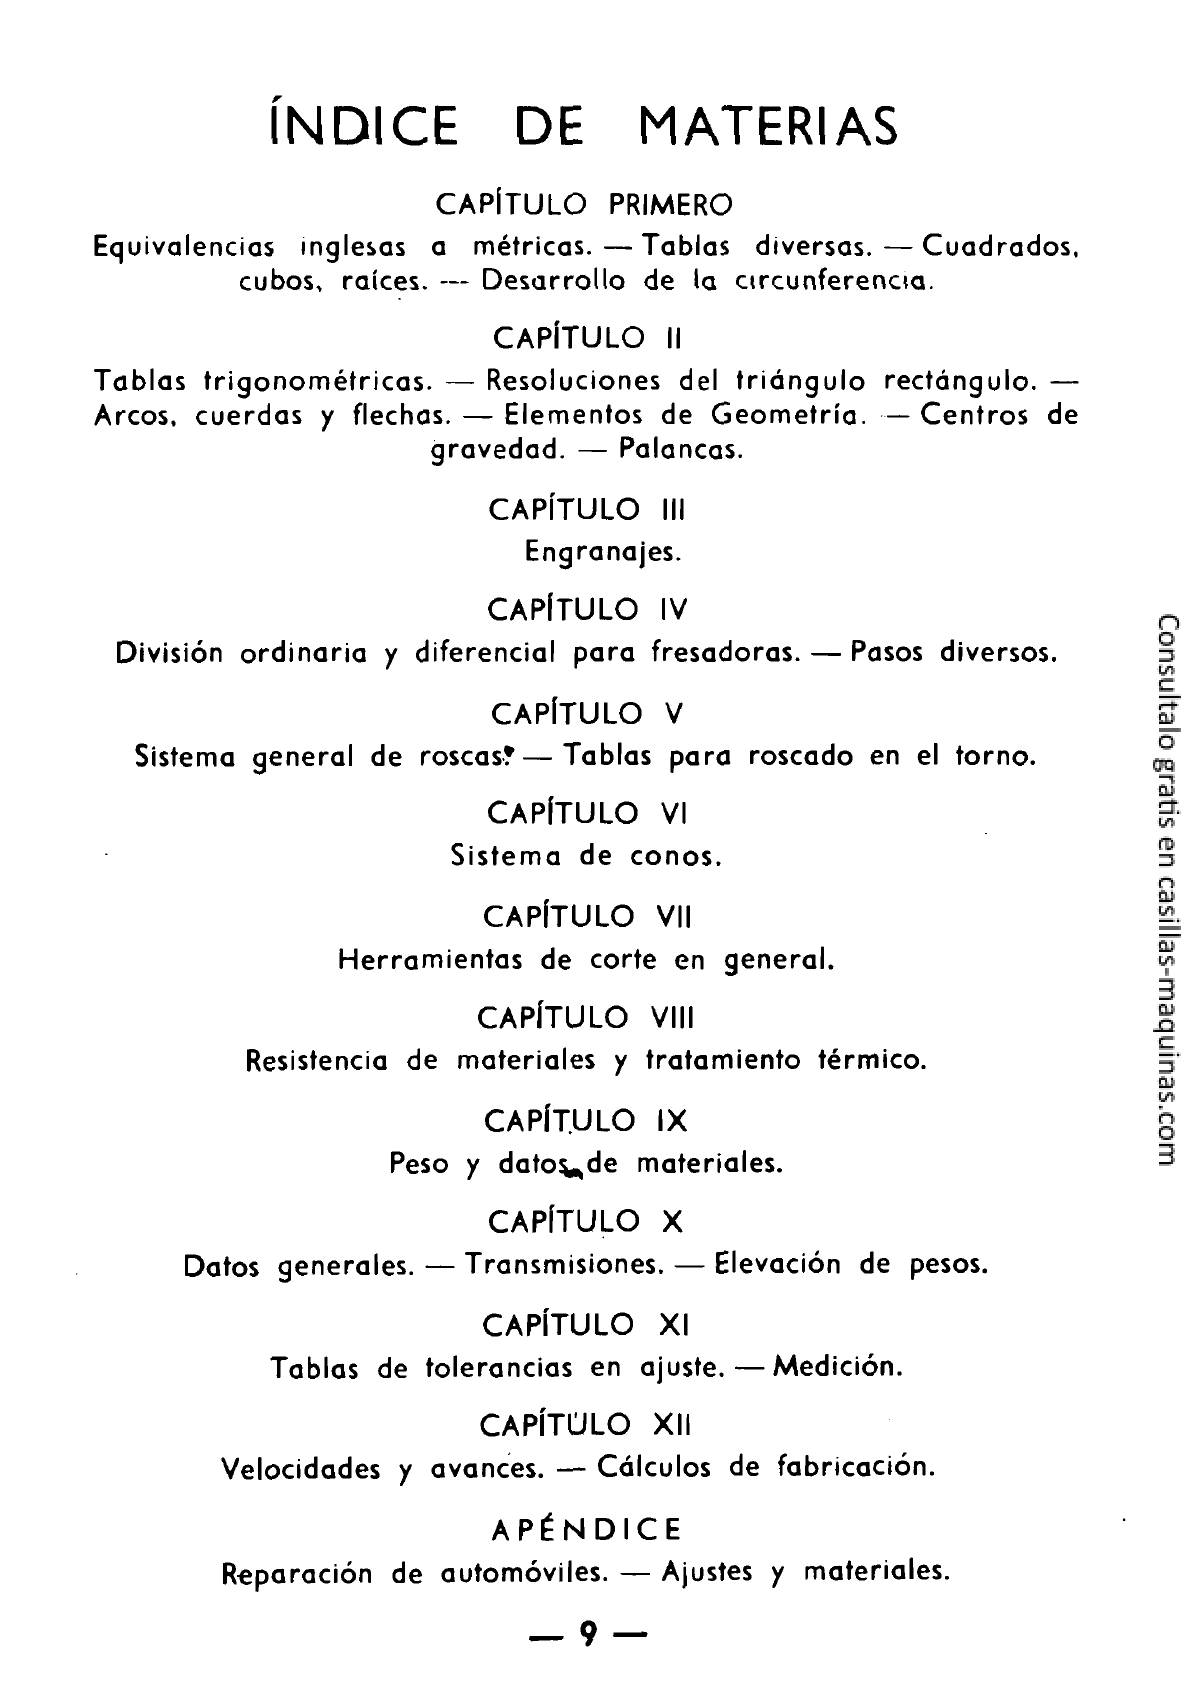 ÍNDICE DE MATERIAS
CAPÍTULO PRIMERO
Equivalencias inglesas a métricas. — Tablas diversas. — Cuadrados,
cubos, raíces. — Desarrollo de la circunferencia.
CAPÍTULO II
Tablas trigonométricas. — Resoluciones del triángulo rectángulo. —
Arcos, cuerdas y flechas. — Elementos de Geometría. — Centros de
gravedad. — Palancas.
CAPÍTULO III
Engranajes.
CAPÍTULO IV
División ordinaria y diferencial para fresadoras. — Pasos diversos.
CAPÍTULO V
Sistema general de roscas. — Tablas para roscado en el torno.
CAPÍTULO VI
Sistema de conos.
CAPÍTULO VII
Herramientas de corte en general.
CAPÍTULO VIII
Resistencia de materiales y tratamiento térmico.
CAPÍTULO IX
Peso y datos de materiales.
CAPÍTULO X
Datos generales. — Transmisiones. — Elevación de pesos.
CAPÍTULO XI
Tablas de tolerancias en ajuste. — Medición.
CAPÍTULO XII
Velocidades y avances. — Cálculos de fabricación.
APÉNDICE
Reparación de automóviles. — Ajustes y materiales.
— 9 —
Consultalo gratis en casillas-maquinas.com